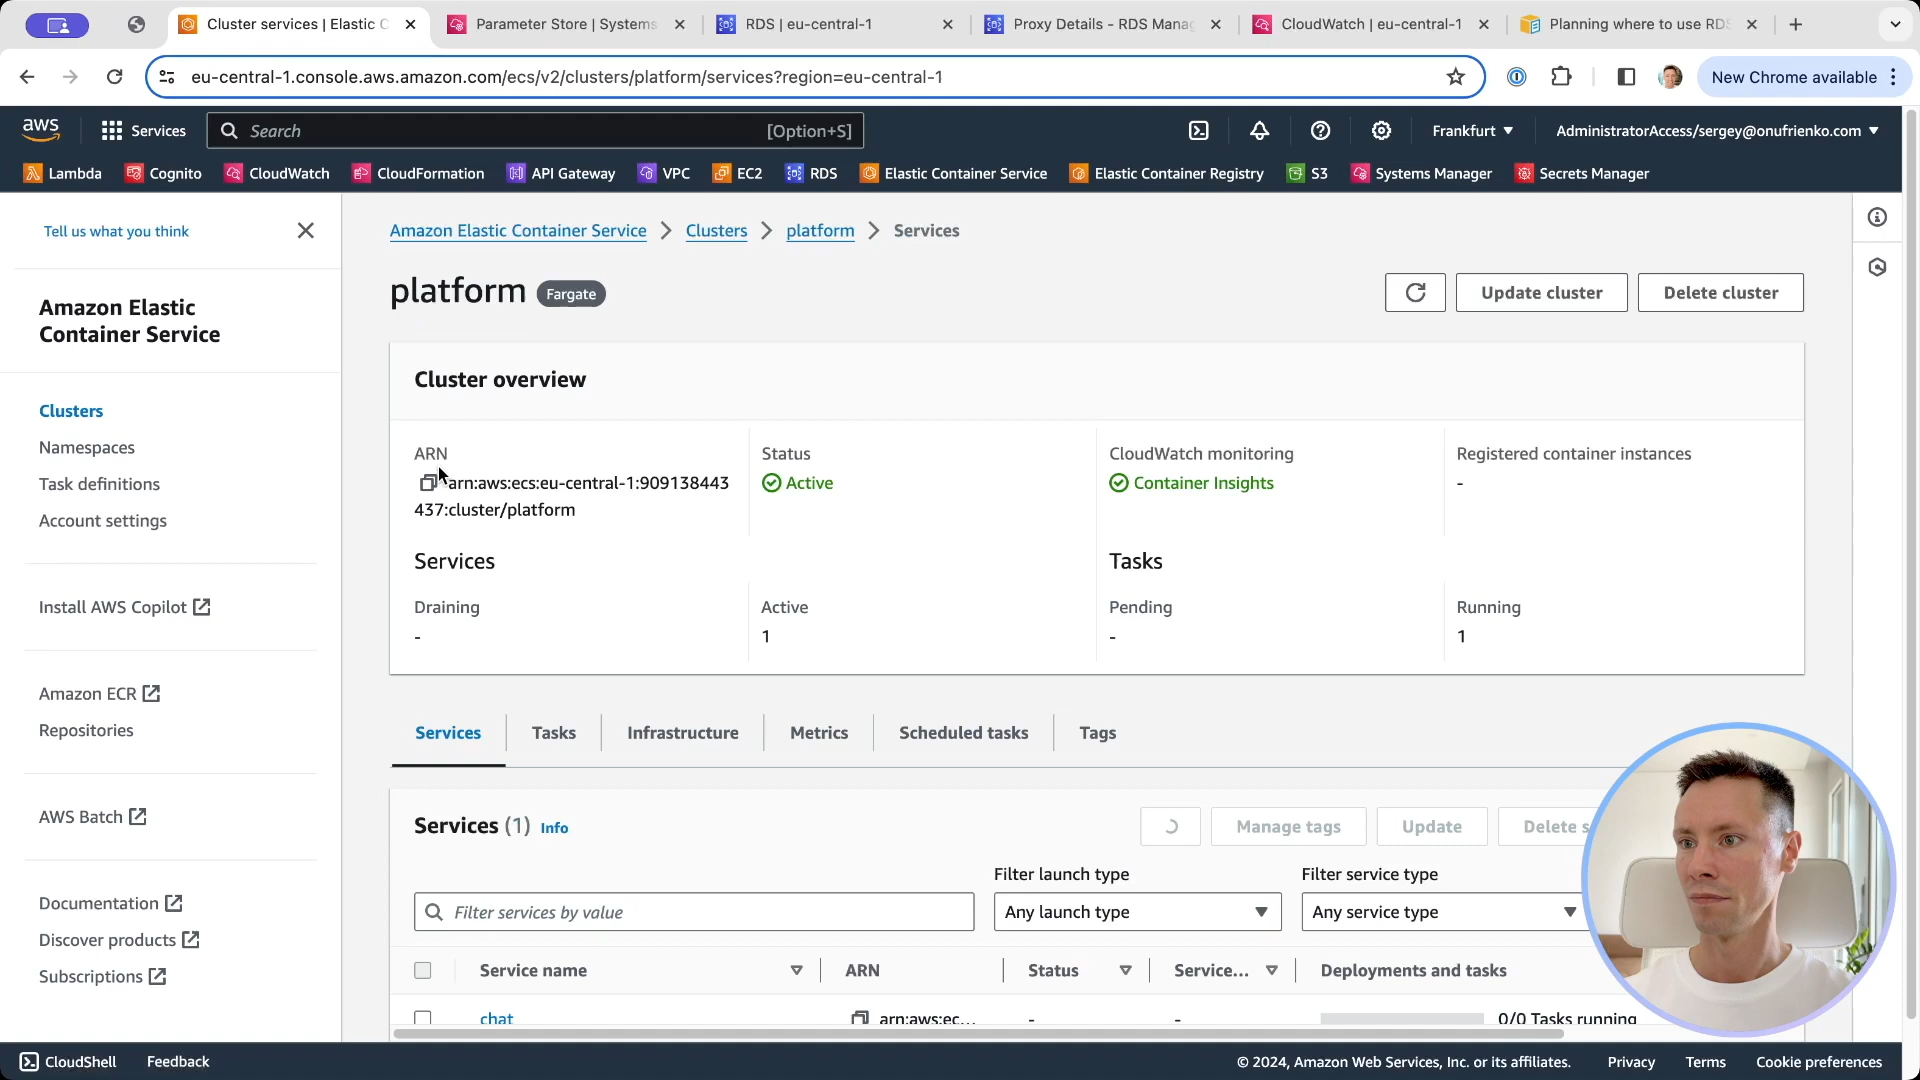 Cluster services | Elastic C
Parameter Store | Systems
RDS | eu-central-1
Proxy Details - RDS Manag
CloudWatch | eu-central-1
Planning where to use RDS
eu-central-1.console.aws.amazon.com/ecs/v2/clusters/platform/services?region=eu-central-1
New Chrome available
aws
Services
Search
[Option+S]
Frankfurt
AdministratorAccess/sergey@onufrienko.com
Lambda
Cognito
CloudWatch
CloudFormation
API Gateway
VPC
EC2
RDS
Elastic Container Service
Elastic Container Registry
S3
Systems Manager
Secrets Manager
Tell us what you think
Amazon Elastic
Container Service
Clusters
Namespaces
Task definitions
Account settings
Install AWS Copilot
Amazon ECR
Repositories
AWS Batch
Documentation
Discover products
Subscriptions
Amazon Elastic Container Service
Clusters
platform
Services
platform
Fargate
Update cluster
Delete cluster
Cluster overview
ARN
arn:aws:ecs:eu-central-1:909138443
437:cluster/platform
Status
Active
CloudWatch monitoring
Container Insights
Registered container instances
-
Services
Tasks
Draining
-
Active
1
Pending
-
Running
1
Services
Tasks
Infrastructure
Metrics
Scheduled tasks
Tags
Services (1) Info
Manage tags
Update
Delete s
Filter launch type
Filter service type
Filter services by value
Any launch type
Any service type
Service name
ARN
Status
Service...
Deployments and tasks
chat
arn:aws:ec...
-
-
0/0 Tasks running
CloudShell
Feedback
© 2024, Amazon Web Services, Inc. or its affiliates.
Privacy
Terms
Cookie preferences